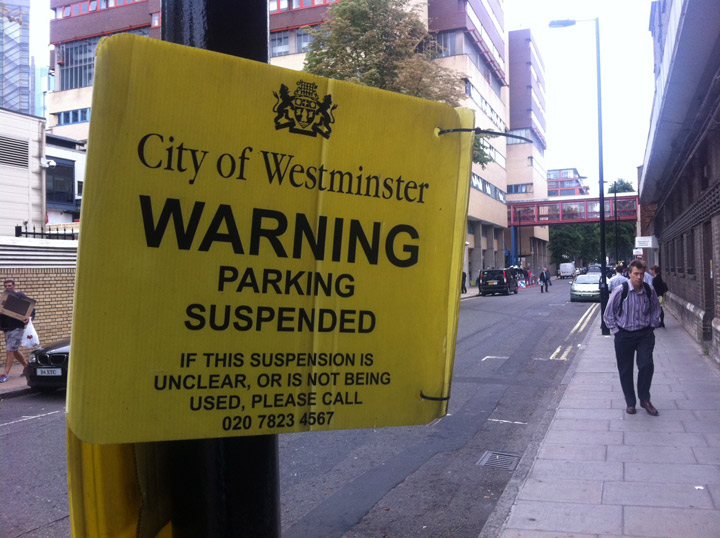 City of Westminster
WARNING
PARKING
SUSPENDED
IF THIS SUSPENSION IS
UNCLEAR, OR IS NOT BEING
USED, PLEASE CALL
020 7823 4567